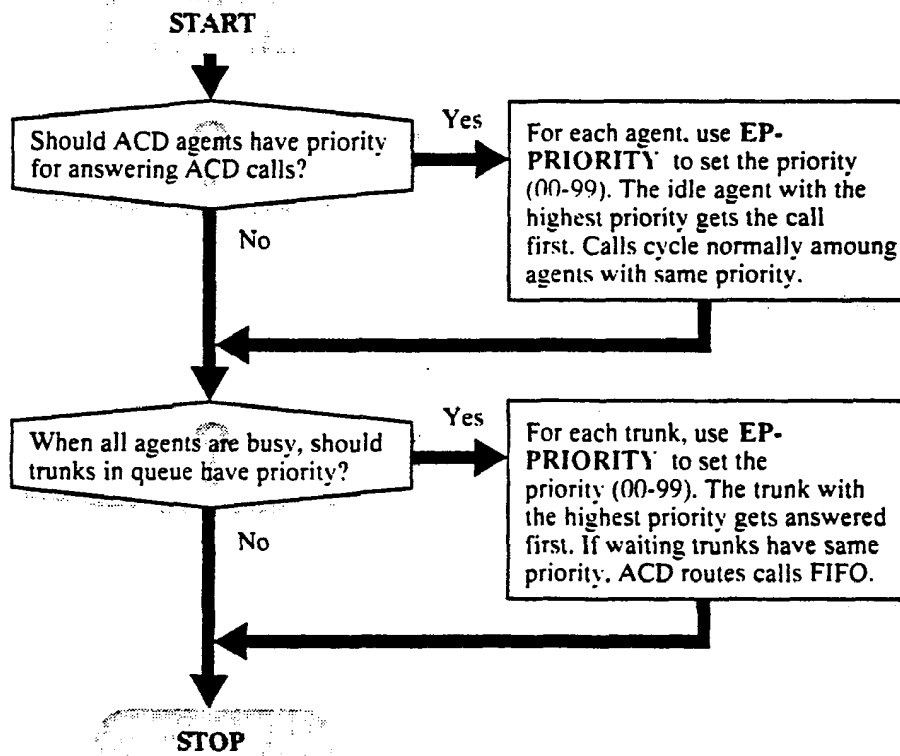 START
Should ACD agents have priority
for answering ACD calls?
Yes
For each agent, use EP-
PRIORITY to set the priority
(00-99). The idle agent with the
highest priority gets the call
first. Calls cycle normally amoung
agents with same priority.
No
When all agents are busy, should
trunks in queue have priority?
Yes
For each trunk, use EP-
PRIORITY to set the
priority (00-99). The trunk with
the highest priority gets answered
first. If waiting trunks have same
priority. ACD routes calls FIFO.
No
STOP